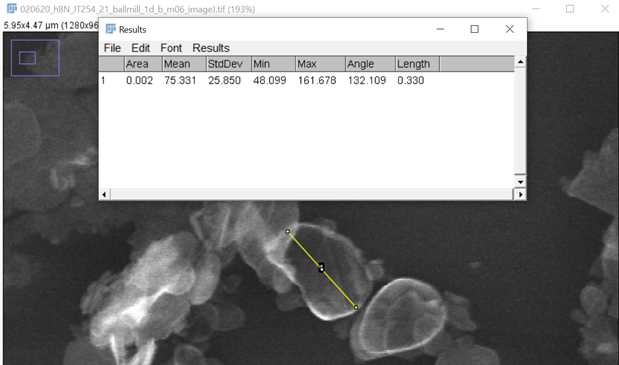 020620_hBN_JT254_21_ballmill_1d_b_m06_imageJ.tif (193%)
5.95x4.47 µm (1280x96
Results
File Edit Font Results
Area Mean StdDev Min Max Angle Length
1 0.002 75.331 25.850 48.099 161.678 132.109 0.330
a